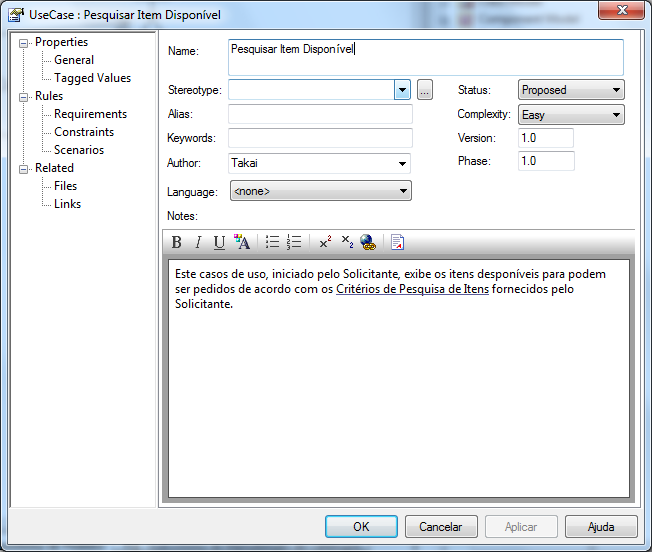 UseCase : Pesquisar Item Disponível
Properties
General
Tagged Values
Rules
Requirements
Constraints
Scenarios
Related
Files
Links
Name: Pesquisar Item Disponível
Stereotype: ... Status: Proposed
Alias: Complexity: Easy
Keywords: Version: 1.0
Author: Takai Phase: 1.0
Language: <none>
Notes:
B I U A x² x₂
Este casos de uso, iniciado pelo Solicitante, exibe os itens desponíveis para podem
ser pedidos de acordo com os Critérios de Pesquisa de Itens fornecidos pelo
Solicitante.
OK Cancelar Aplicar Ajuda